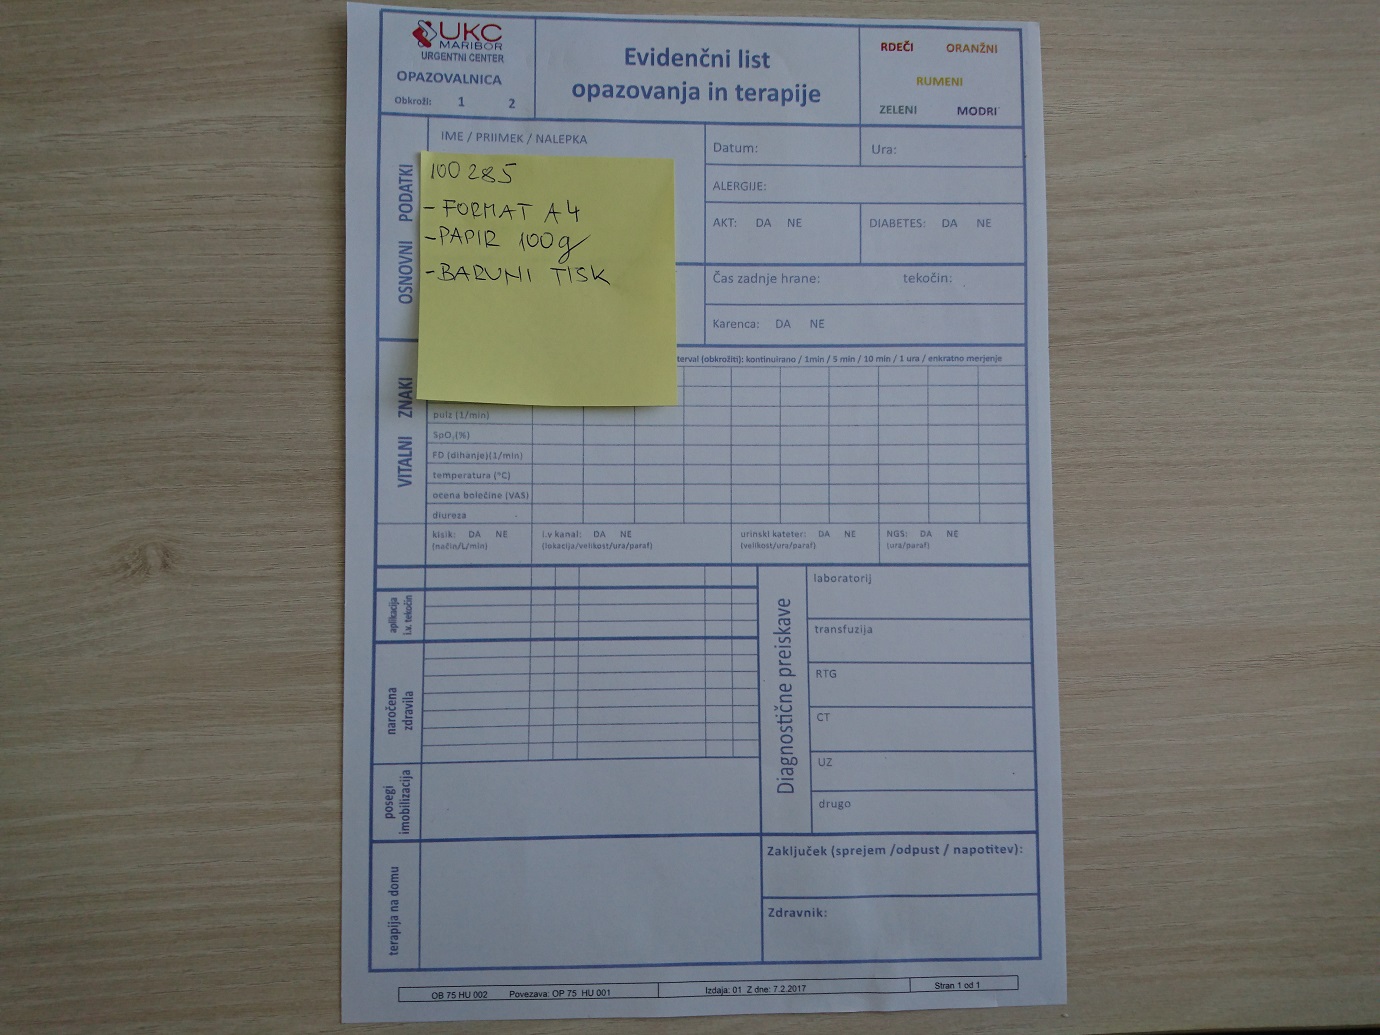 UKC
MARIBOR
URGENTNI CENTER
OPAZOVALNICA
Obkroži: 1 2
Evidenčni list
opazovanja in terapije
RDEČI ORANŽNI
RUMENI
ZELENI MODRI
OSNOVNI PODATKI
IME / PRIIMEK / NALEPKA
100285
- FORMAT A4
- PAPIR 100g
- BARVNI TISK
Datum: Ura:
ALERGIJE:
AKT: DA NE DIABETES: DA NE
Čas zadnje hrane: tekočin:
Karenca: DA NE
VITALNI ZNAKI
terval (obkrožiti): kontinuirano / 1min / 5 min / 10 min / 1 ura / enkratno merjenje
pulz (1/min)
SpO₂(%)
FD (dihanje)(1/min)
temperatura (°C)
ocena bolečine (VAS)
diureza
kisik: DA NE i.v kanal: DA NE urinski kateter: DA NE NGS: DA NE
(način/L/min) (lokacija/velikost/ura/paraf) (velikost/ura/paraf) (ura/paraf)
aplikacija
i.v. tekočin
naročena
zdravila
posegi
imobilizacija
terapija na domu
Diagnostične preiskave
laboratorij
transfuzija
RTG
CT
UZ
drugo
Zaključek (sprejem /odpust / napotitev):
Zdravnik:
OB 75 HU 002 Povezava: OP 75 HU 001 Izdaja: 01 Z dne: 7.2.2017 Stran 1 od 1